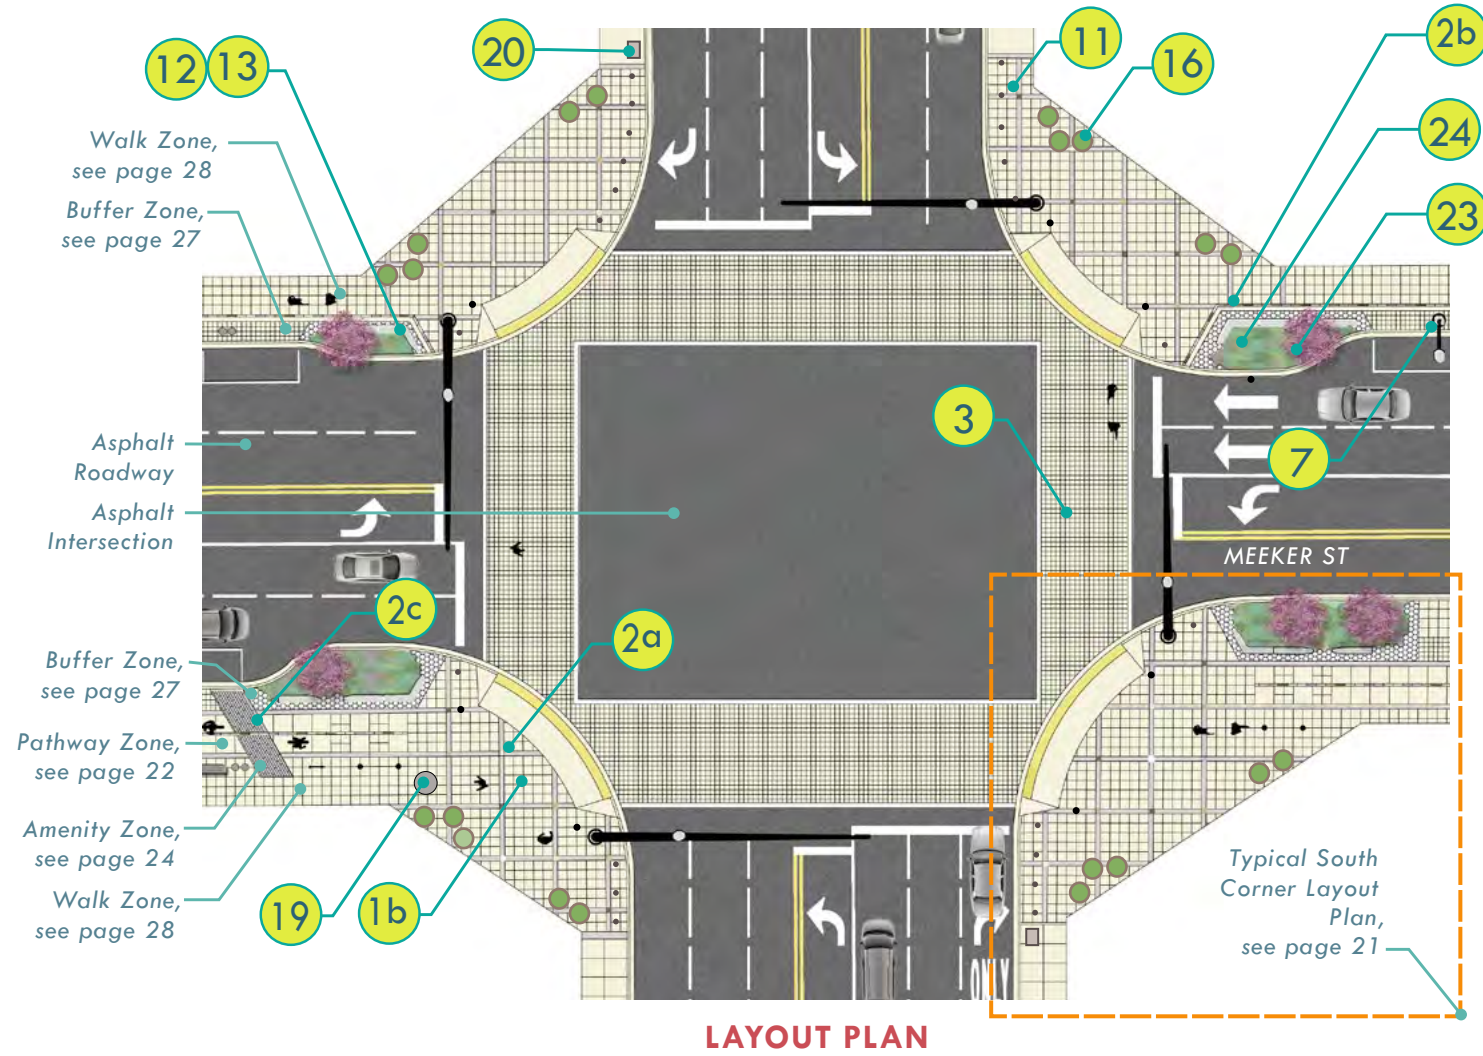 20
11
2b
12
13
16
24
Walk Zone,
see page 28
Buffer Zone,
see page 27
23
3
7
Asphalt
Roadway
Asphalt
Intersection
MEEKER ST
2c
2a
Buffer Zone,
see page 27
Pathway Zone,
see page 22
Amenity Zone,
see page 24
Walk Zone,
see page 28
19
1b
Typical South
Corner Layout
Plan,
see page 21
ONLY
LAYOUT PLAN